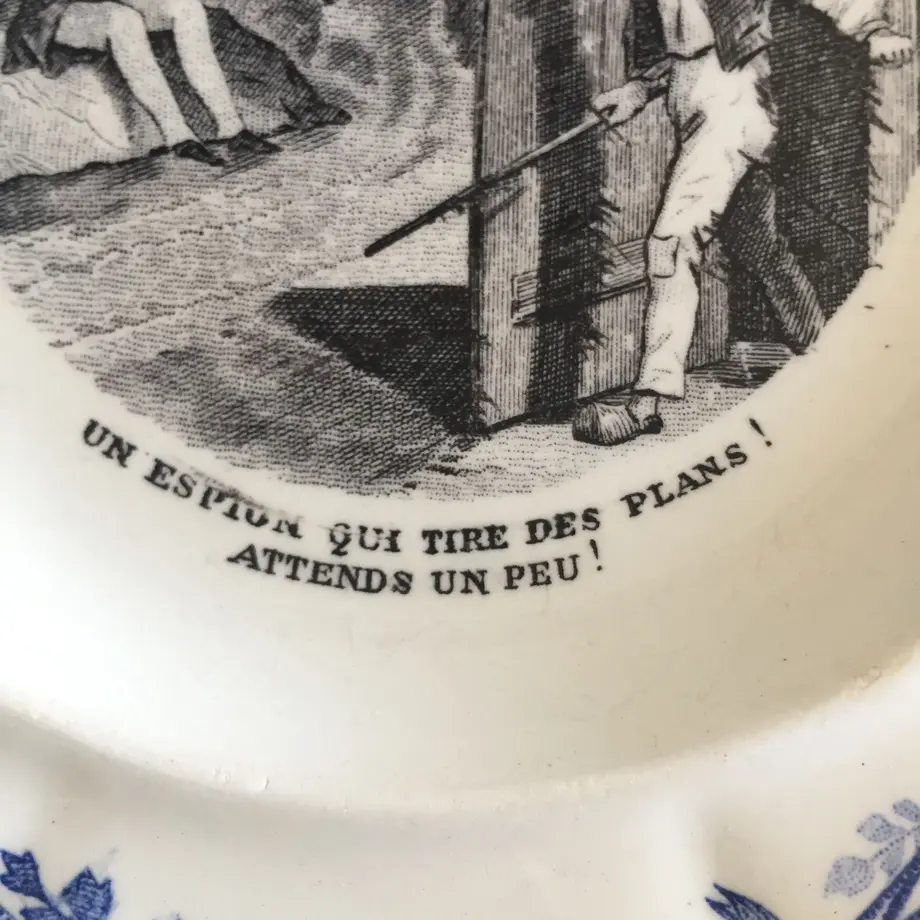 UN ESPION QUI TIRE DES PLANS!
ATTENDS UN PEU!